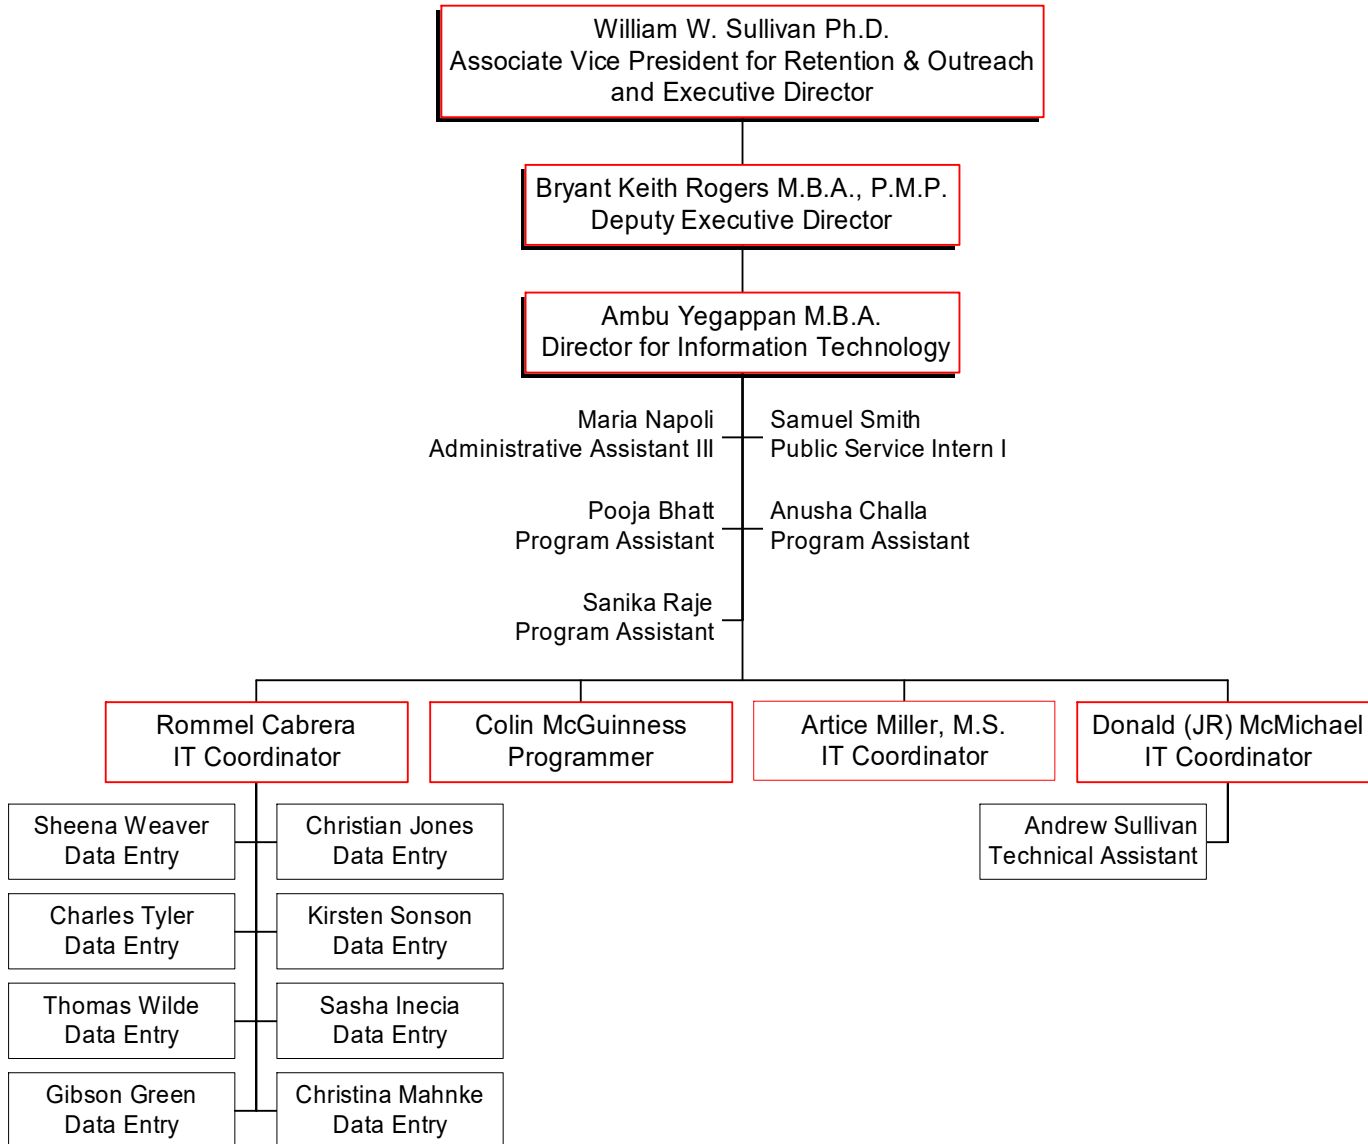 William W. Sullivan Ph.D.
Associate Vice President for Retention & Outreach
and Executive Director
Bryant Keith Rogers M.B.A., P.M.P.
Deputy Executive Director
Ambu Yegappan M.B.A.
Director for Information Technology
Maria Napoli
Administrative Assistant III
Samuel Smith
Public Service Intern I
Pooja Bhatt
Program Assistant
Anusha Challa
Program Assistant
Sanika Raje
Program Assistant
Rommel Cabrera
IT Coordinator
Colin McGuinness
Programmer
Artice Miller, M.S.
IT Coordinator
Donald (JR) McMichael
IT Coordinator
Sheena Weaver
Data Entry
Christian Jones
Data Entry
Andrew Sullivan
Technical Assistant
Charles Tyler
Data Entry
Kirsten Sonson
Data Entry
Thomas Wilde
Data Entry
Sasha Inecia
Data Entry
Gibson Green
Data Entry
Christina Mahnke
Data Entry